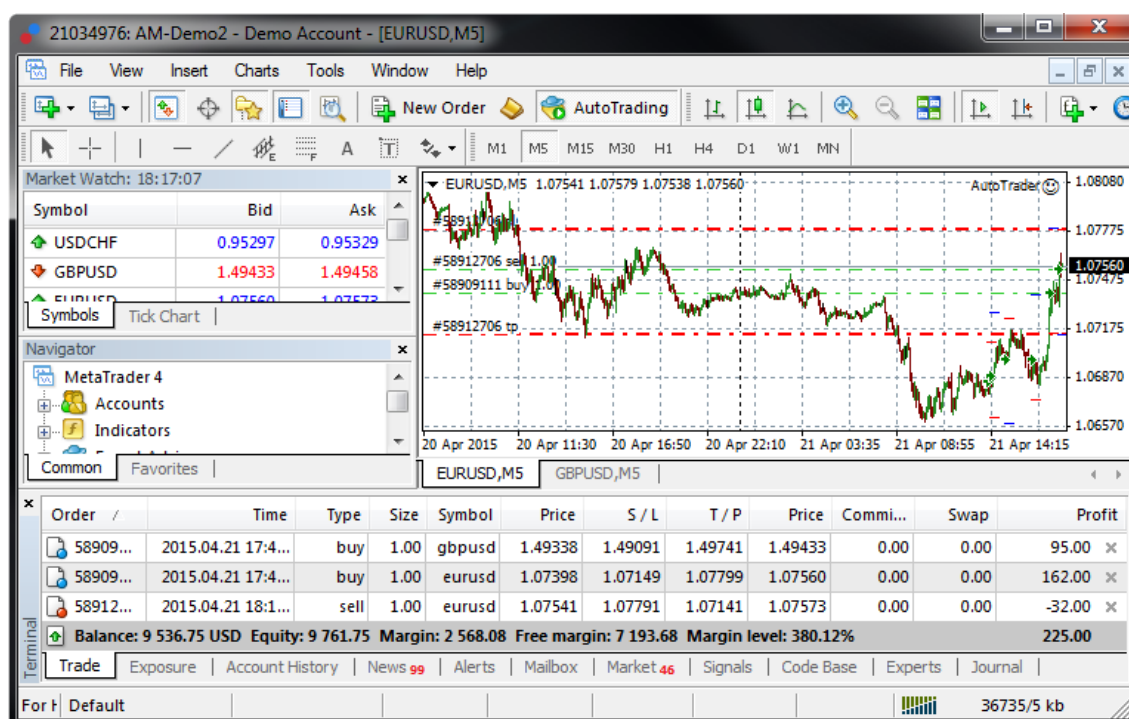 21034976: AM-Demo2 - Demo Account - [EURUSD,M5]
File View Insert Charts Tools Window Help
New Order AutoTrading
E F A T M1 M5 M15 M30 H1 H4 D1 W1 MN
Market Watch: 18:17:07
Symbol Bid Ask
USDCHF 0.95297 0.95329
GBPUSD 1.49433 1.49458
EURUSD 1.07560 1.07573
Symbols Tick Chart
Navigator
MetaTrader 4
Accounts
Indicators
Common Favorites
EURUSD,M5 1.07541 1.07579 1.07538 1.07560
AutoTrader
#58912706 sell 1.00
#58909111 buy 1.00
#58912706 tp
1.08080
1.07775
1.07560
1.07475
1.07175
1.06870
1.06570
20 Apr 2015 20 Apr 11:30 20 Apr 16:50 20 Apr 22:10 21 Apr 03:35 21 Apr 08:55 21 Apr 14:15
EURUSD,M5 GBPUSD,M5
Order / Time Type Size Symbol Price S / L T / P Price Commi... Swap Profit
58909... 2015.04.21 17:4... buy 1.00 gbpusd 1.49338 1.49091 1.49741 1.49433 0.00 0.00 95.00
58909... 2015.04.21 17:4... buy 1.00 eurusd 1.07398 1.07149 1.07799 1.07560 0.00 0.00 162.00
58912... 2015.04.21 18:1... sell 1.00 eurusd 1.07541 1.07791 1.07141 1.07573 0.00 0.00 -32.00
Balance: 9 536.75 USD Equity: 9 761.75 Margin: 2 568.08 Free margin: 7 193.68 Margin level: 380.12% 225.00
Terminal
Trade Exposure Account History News 99 Alerts Mailbox Market 46 Signals Code Base Experts Journal
For H Default 36735/5 kb